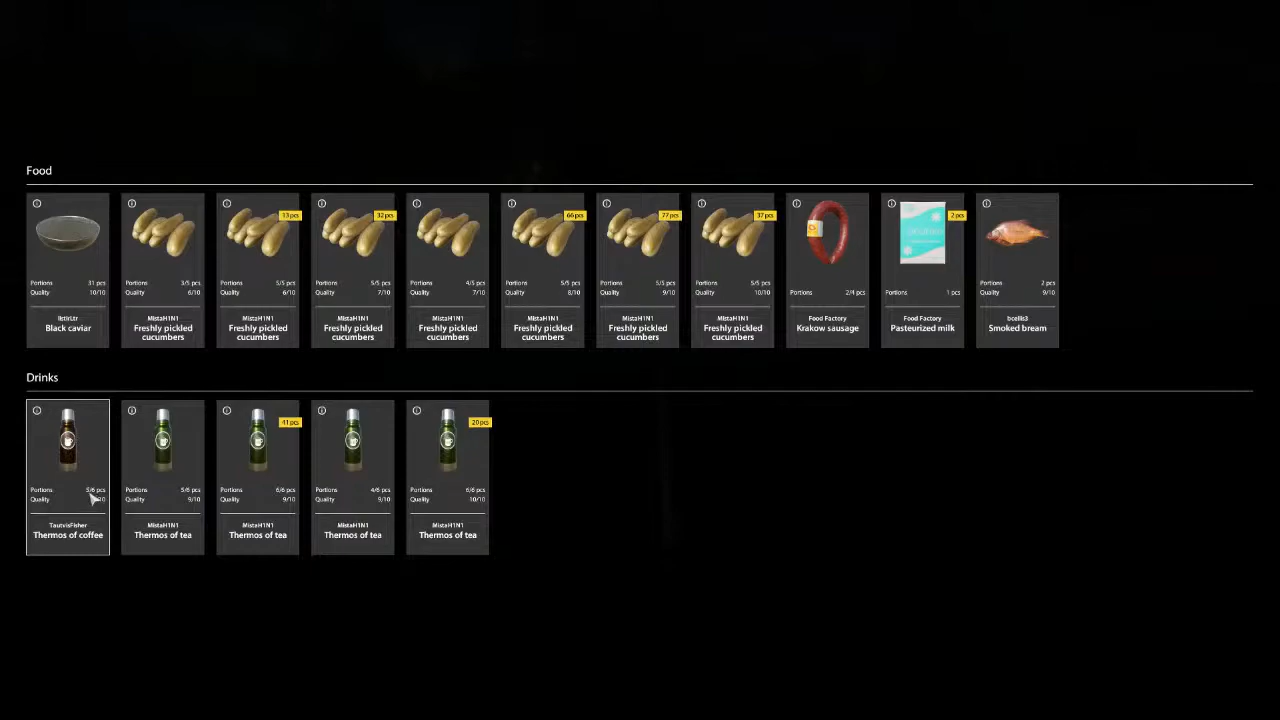 Food
Portions 31 pcs
Quality 10/10
listirLtr
Black caviar
Portions 3/5 pcs
Quality 6/10
MistaH1N1
Freshly pickled
cucumbers
13 pcs
Portions 5/5 pcs
Quality 6/10
MistaH1N1
Freshly pickled
cucumbers
32 pcs
Portions 5/5 pcs
Quality 7/10
MistaH1N1
Freshly pickled
cucumbers
Portions 4/5 pcs
Quality 7/10
MistaH1N1
Freshly pickled
cucumbers
66 pcs
Portions 5/5 pcs
Quality 8/10
MistaH1N1
Freshly pickled
cucumbers
77 pcs
Portions 5/5 pcs
Quality 9/10
MistaH1N1
Freshly pickled
cucumbers
37 pcs
Portions 5/5 pcs
Quality 10/10
MistaH1N1
Freshly pickled
cucumbers
Portions 2/4 pcs
Food Factory
Krakow sausage
2 pcs
Portions 1 pcs
Food Factory
Pasteurized milk
Portions 2 pcs
Quality 9/10
bcellis3
Smoked bream
Drinks
Portions 5/6 pcs
Quality
TautvisFisher
Thermos of coffee
Portions 5/6 pcs
Quality 9/10
MistaH1N1
Thermos of tea
41 pcs
Portions 6/6 pcs
Quality 9/10
MistaH1N1
Thermos of tea
Portions 4/6 pcs
Quality 9/10
MistaH1N1
Thermos of tea
20 pcs
Portions 6/6 pcs
Quality 10/10
MistaH1N1
Thermos of tea